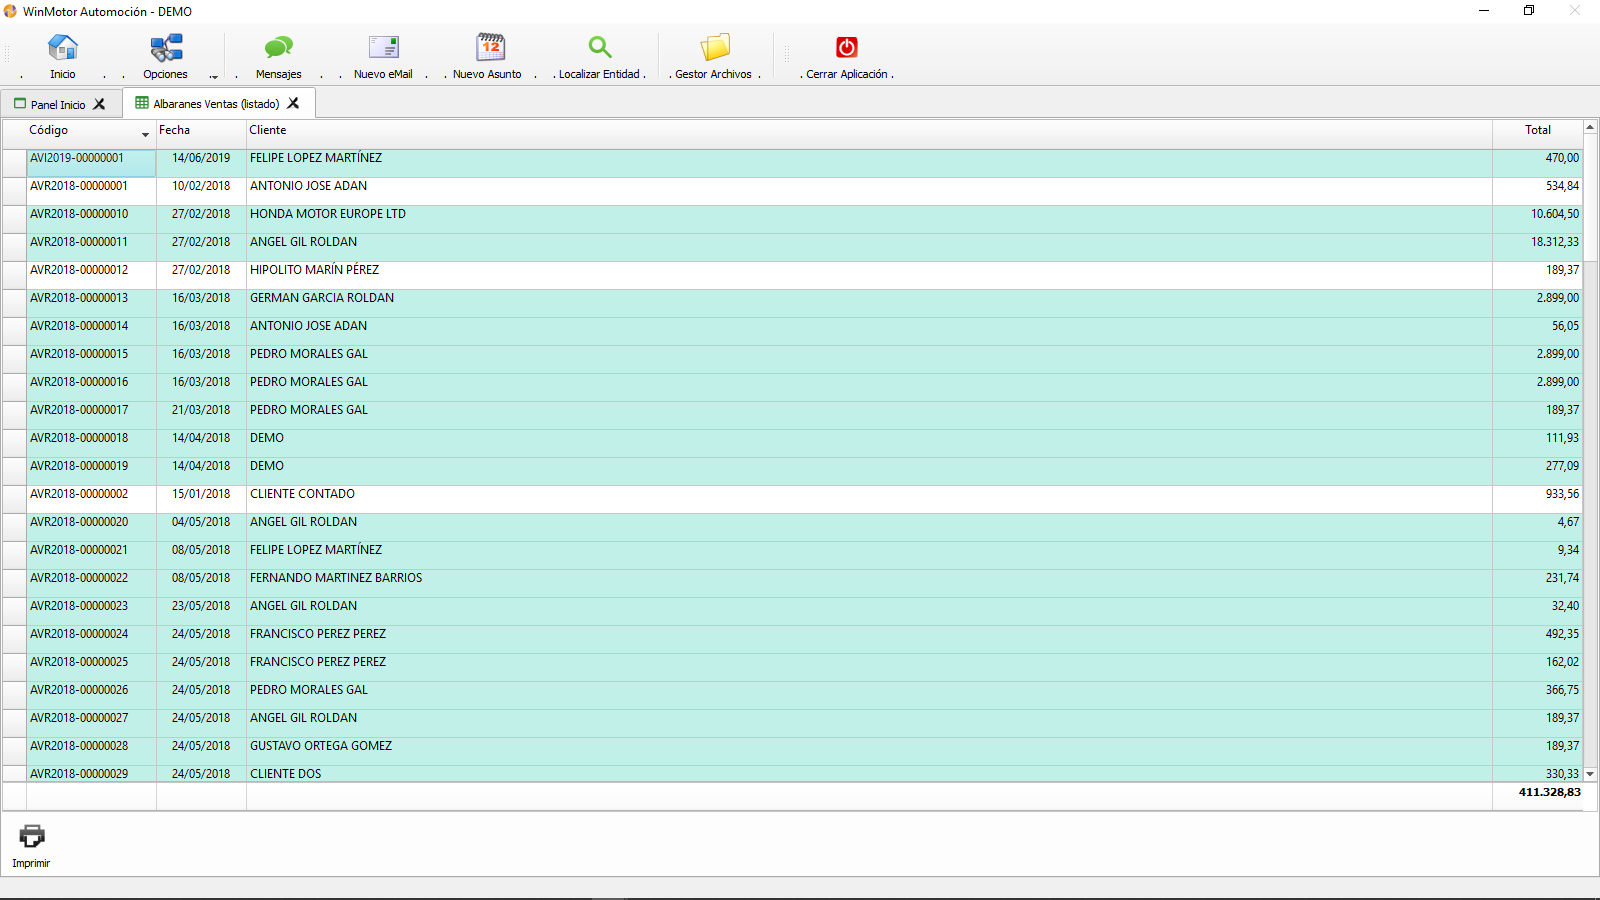 WinMotor Automoción - DEMO
12
. Inicio . . Opciones . . Mensajes . . Nuevo eMail . . Nuevo Asunto . . Localizar Entidad . . Gestor Archivos . . Cerrar Aplicación .
Panel Inicio Albaranes Ventas (listado)
Código Fecha Cliente Total
AVI2019-00000001 14/06/2019 FELIPE LOPEZ MARTÍNEZ 470,00
AVR2018-00000001 10/02/2018 ANTONIO JOSE ADAN 534,84
AVR2018-00000010 27/02/2018 HONDA MOTOR EUROPE LTD 10.604,50
AVR2018-00000011 27/02/2018 ANGEL GIL ROLDAN 18.312,33
AVR2018-00000012 27/02/2018 HIPOLITO MARÍN PÉREZ 189,37
AVR2018-00000013 16/03/2018 GERMAN GARCIA ROLDAN 2.899,00
AVR2018-00000014 16/03/2018 ANTONIO JOSE ADAN 56,05
AVR2018-00000015 16/03/2018 PEDRO MORALES GAL 2.899,00
AVR2018-00000016 16/03/2018 PEDRO MORALES GAL 2.899,00
AVR2018-00000017 21/03/2018 PEDRO MORALES GAL 189,37
AVR2018-00000018 14/04/2018 DEMO 111,93
AVR2018-00000019 14/04/2018 DEMO 277,09
AVR2018-00000002 15/01/2018 CLIENTE CONTADO 933,56
AVR2018-00000020 04/05/2018 ANGEL GIL ROLDAN 4,67
AVR2018-00000021 08/05/2018 FELIPE LOPEZ MARTÍNEZ 9,34
AVR2018-00000022 08/05/2018 FERNANDO MARTINEZ BARRIOS 231,74
AVR2018-00000023 23/05/2018 ANGEL GIL ROLDAN 32,40
AVR2018-00000024 24/05/2018 FRANCISCO PEREZ PEREZ 492,35
AVR2018-00000025 24/05/2018 FRANCISCO PEREZ PEREZ 162,02
AVR2018-00000026 24/05/2018 PEDRO MORALES GAL 366,75
AVR2018-00000027 24/05/2018 ANGEL GIL ROLDAN 189,37
AVR2018-00000028 24/05/2018 GUSTAVO ORTEGA GOMEZ 189,37
AVR2018-00000029 24/05/2018 CLIENTE DOS 330,33
411.328,83
Imprimir